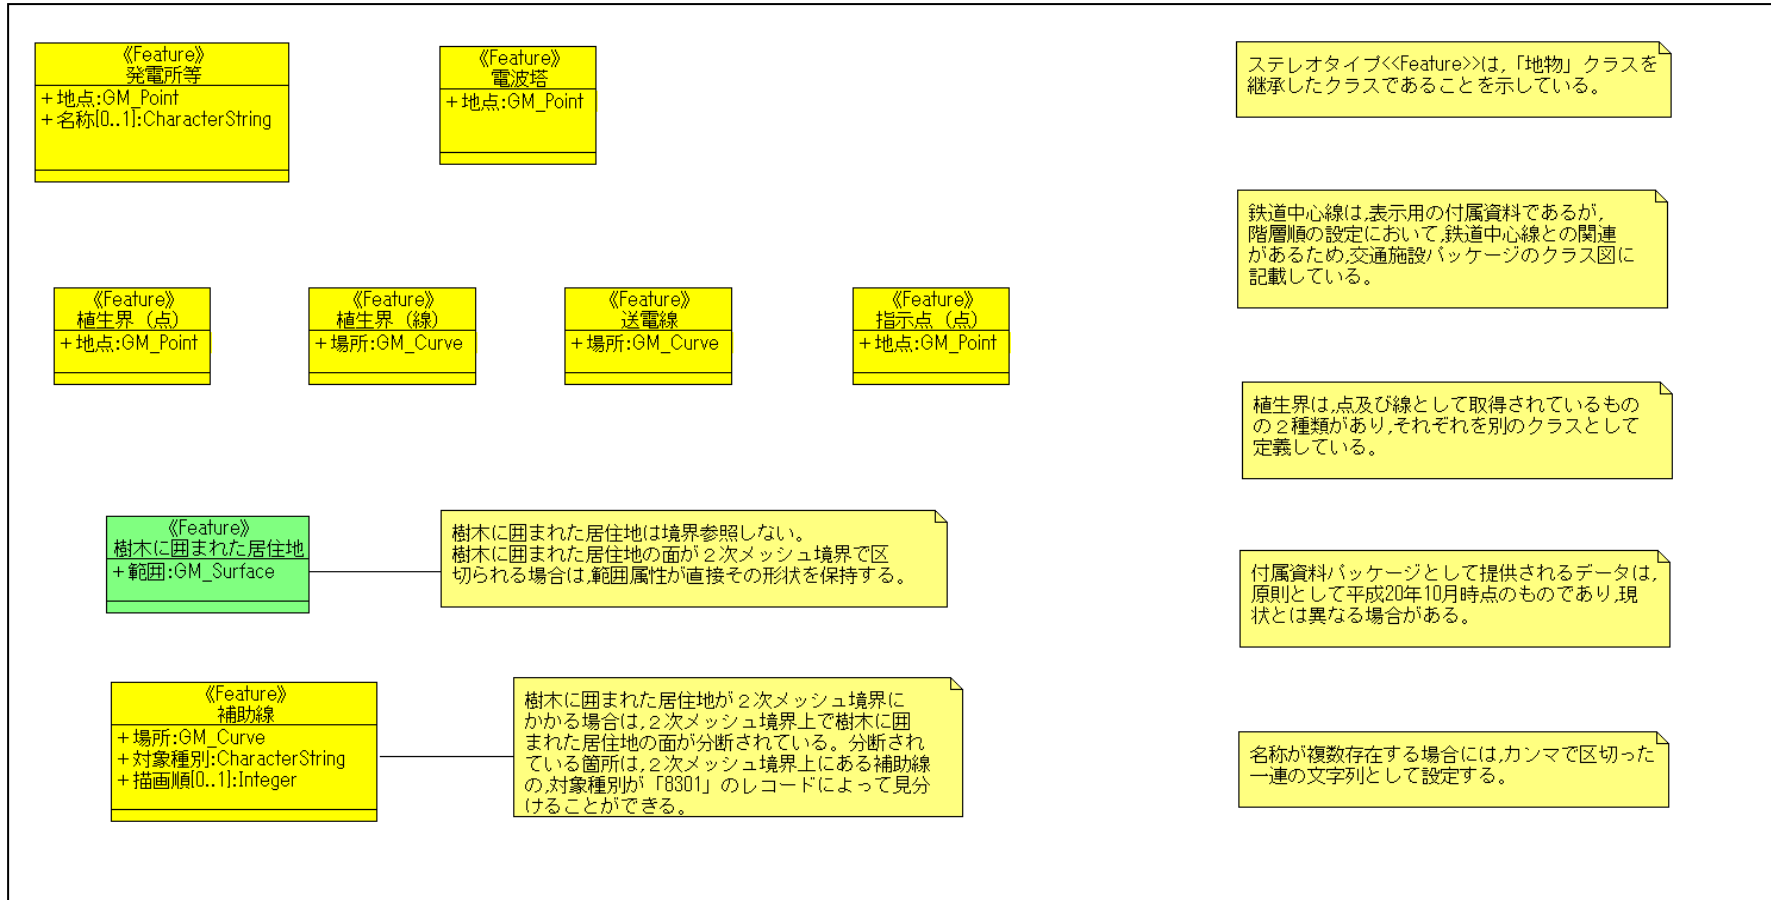 《Feature》
発電所等
+地点:GM_Point
+名称[0..1]:CharacterString
《Feature》
電波塔
+地点:GM_Point
ステレオタイプ<<Feature>>は,「地物」クラスを
継承したクラスであることを示している。
鉄道中心線は,表示用の付属資料であるが,
階層順の設定において,鉄道中心線との関連
があるため,交通施設パッケージのクラス図に
記載している。
《Feature》
植生界（点）
+地点:GM_Point
《Feature》
植生界（線）
+場所:GM_Curve
《Feature》
送電線
+場所:GM_Curve
《Feature》
指示点（点）
+地点:GM_Point
植生界は,点及び線として取得されているもの
の２種類があり,それぞれを別のクラスとして
定義している。
《Feature》
樹木に囲まれた居住地
+範囲:GM_Surface
樹木に囲まれた居住地は境界参照しない。
樹木に囲まれた居住地の面が２次メッシュ境界で区
切られる場合は,範囲属性が直接その形状を保持する。
付属資料パッケージとして提供されるデータは,
原則として平成20年10月時点のものであり,現
状とは異なる場合がある。
《Feature》
補助線
+場所:GM_Curve
+対象種別:CharacterString
+描画順[0..1]:Integer
樹木に囲まれた居住地が２次メッシュ境界に
かかる場合は,２次メッシュ境界上で樹木に囲
まれた居住地の面が分断されている。分断され
ている箇所は,２次メッシュ境界上にある補助線
の,対象種別が「8301」のレコードによって見分
けることができる。
名称が複数存在する場合には,カンマで区切った
一連の文字列として設定する。